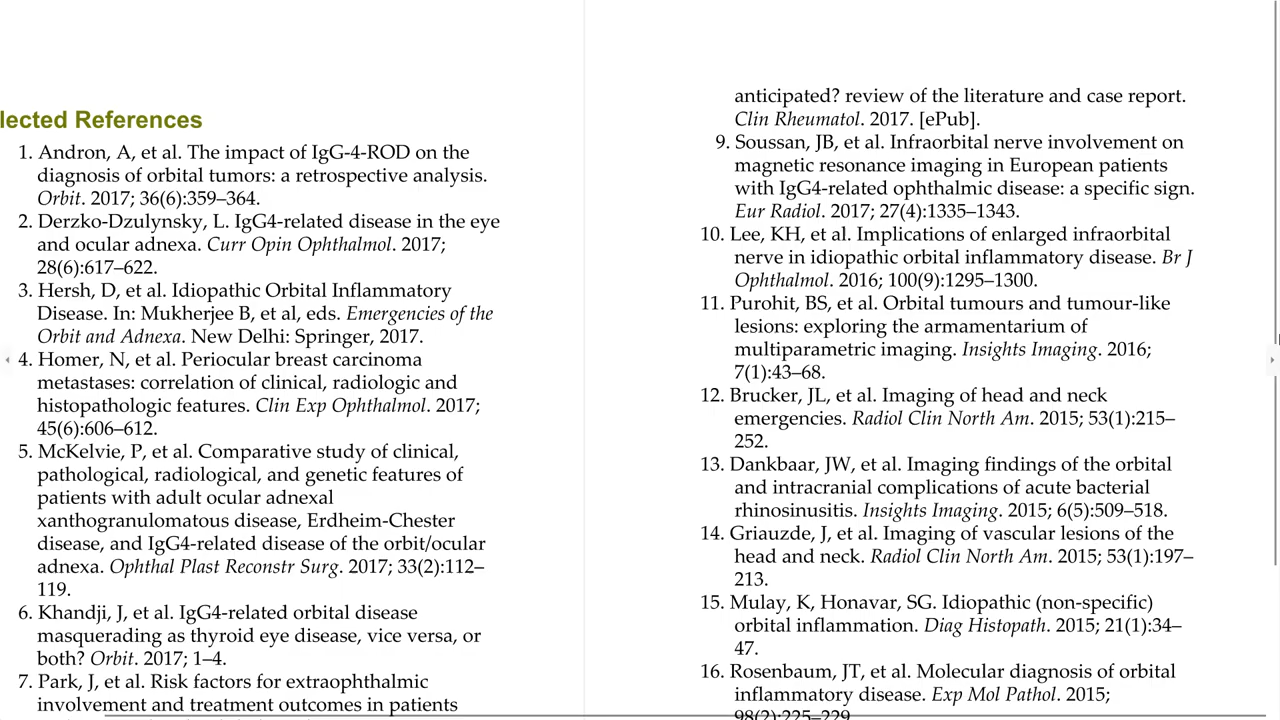 lected References
1. Andron, A, et al. The impact of IgG-4-ROD on the
diagnosis of orbital tumors: a retrospective analysis.
Orbit. 2017; 36(6):359–364.
2. Derzko-Dzulynsky, L. IgG4-related disease in the eye
and ocular adnexa. Curr Opin Ophthalmol. 2017;
28(6):617–622.
3. Hersh, D, et al. Idiopathic Orbital Inflammatory
Disease. In: Mukherjee B, et al, eds. Emergencies of the
Orbit and Adnexa. New Delhi: Springer, 2017.
4. Homer, N, et al. Periocular breast carcinoma
metastases: correlation of clinical, radiologic and
histopathologic features. Clin Exp Ophthalmol. 2017;
45(6):606–612.
5. McKelvie, P, et al. Comparative study of clinical,
pathological, radiological, and genetic features of
patients with adult ocular adnexal
xanthogranulomatous disease, Erdheim-Chester
disease, and IgG4-related disease of the orbit/ocular
adnexa. Ophthal Plast Reconstr Surg. 2017; 33(2):112–
119.
6. Khandji, J, et al. IgG4-related orbital disease
masquerading as thyroid eye disease, vice versa, or
both? Orbit. 2017; 1–4.
7. Park, J, et al. Risk factors for extraophthalmic
involvement and treatment outcomes in patients
anticipated? review of the literature and case report.
Clin Rheumatol. 2017. [ePub].
9. Soussan, JB, et al. Infraorbital nerve involvement on
magnetic resonance imaging in European patients
with IgG4-related ophthalmic disease: a specific sign.
Eur Radiol. 2017; 27(4):1335–1343.
10. Lee, KH, et al. Implications of enlarged infraorbital
nerve in idiopathic orbital inflammatory disease. Br J
Ophthalmol. 2016; 100(9):1295–1300.
11. Purohit, BS, et al. Orbital tumours and tumour-like
lesions: exploring the armamentarium of
multiparametric imaging. Insights Imaging. 2016;
7(1):43–68.
12. Brucker, JL, et al. Imaging of head and neck
emergencies. Radiol Clin North Am. 2015; 53(1):215–
252.
13. Dankbaar, JW, et al. Imaging findings of the orbital
and intracranial complications of acute bacterial
rhinosinusitis. Insights Imaging. 2015; 6(5):509–518.
14. Griauzde, J, et al. Imaging of vascular lesions of the
head and neck. Radiol Clin North Am. 2015; 53(1):197–
213.
15. Mulay, K, Honavar, SG. Idiopathic (non-specific)
orbital inflammation. Diag Histopath. 2015; 21(1):34–
47.
16. Rosenbaum, JT, et al. Molecular diagnosis of orbital
inflammatory disease. Exp Mol Pathol. 2015;
98(2):225–229